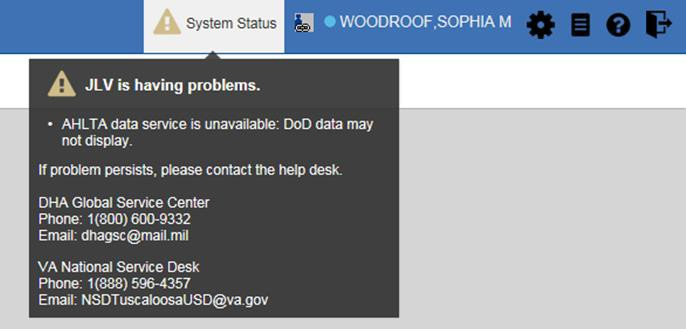 System Status
WOODROOF,SOPHIA M
JLV is having problems.
• AHLTA data service is unavailable: DoD data may
not display.
If problem persists, please contact the help desk.
DHA Global Service Center
Phone: 1(800) 600-9332
Email: dhagsc@mail.mil
VA National Service Desk
Phone: 1(888) 596-4357
Email: NSDTuscaloosaUSD@va.gov